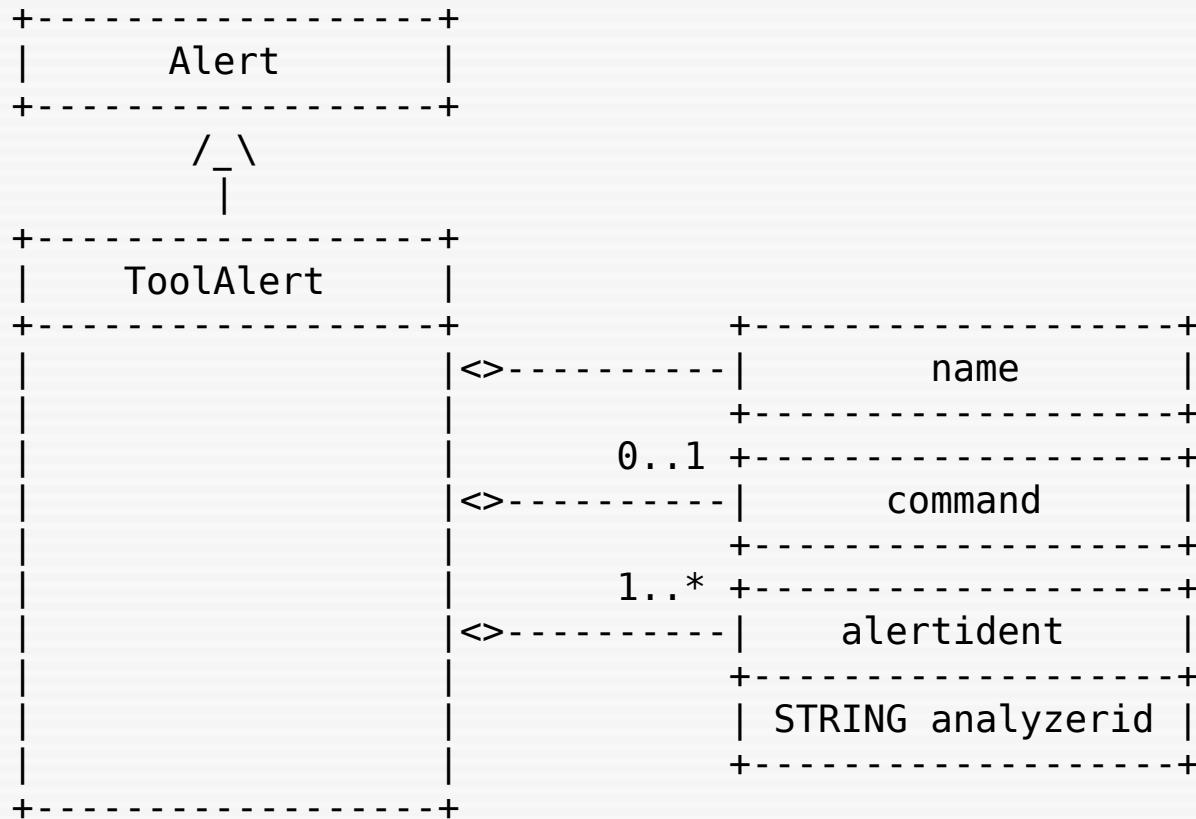 +------------------+
|      Alert       |
+------------------+
        /_\
         |
+------------------+
|    ToolAlert     |
+------------------+            +-------------------+
|                  |<>----------|        name       |
|                  |            +-------------------+
|                  |       0..1 +-------------------+
|                  |<>----------|      command      |
|                  |            +-------------------+
|                  |       1..* +-------------------+
|                  |<>----------|    alertident     |
|                  |            +-------------------+
|                  |            | STRING analyzerid |
|                  |            +-------------------+
+------------------+